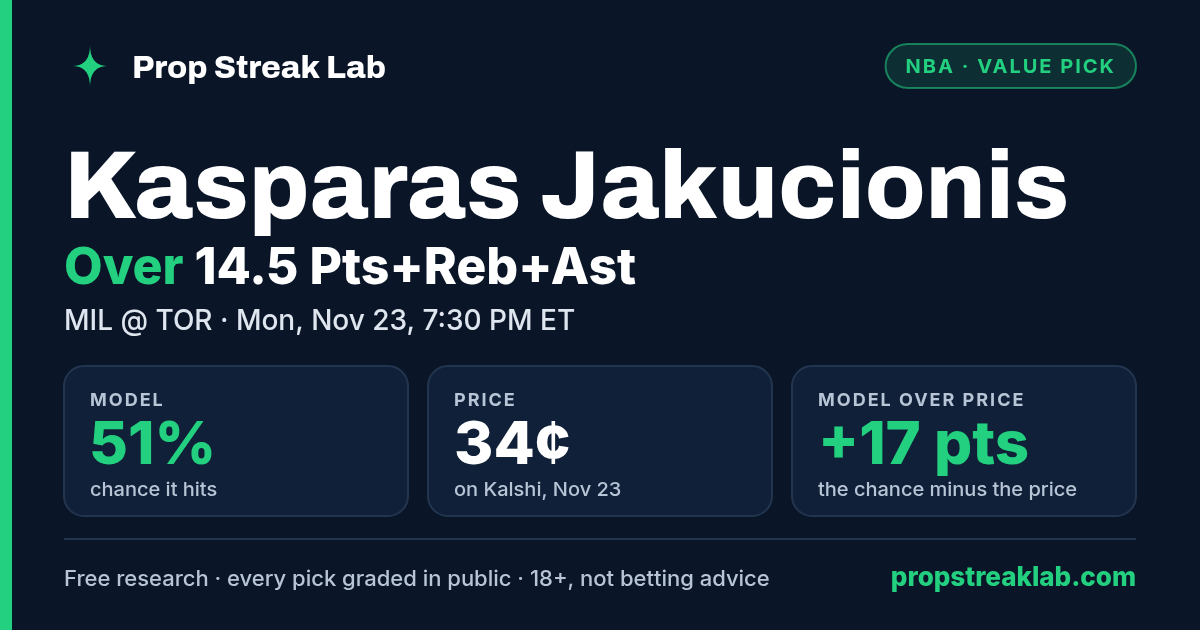 Prop Streak Lab
NBA · VALUE PICK
Kasparas Jakucionis
Over 14.5 Pts+Reb+Ast
MIL @ TOR · Mon, Nov 23, 7:30 PM ET
MODEL
51%
chance it hits
PRICE
34¢
on Kalshi, Nov 23
MODEL OVER PRICE
+17 pts
the chance minus the price
Free research · every pick graded in public · 18+, not betting advice
propstreaklab.com